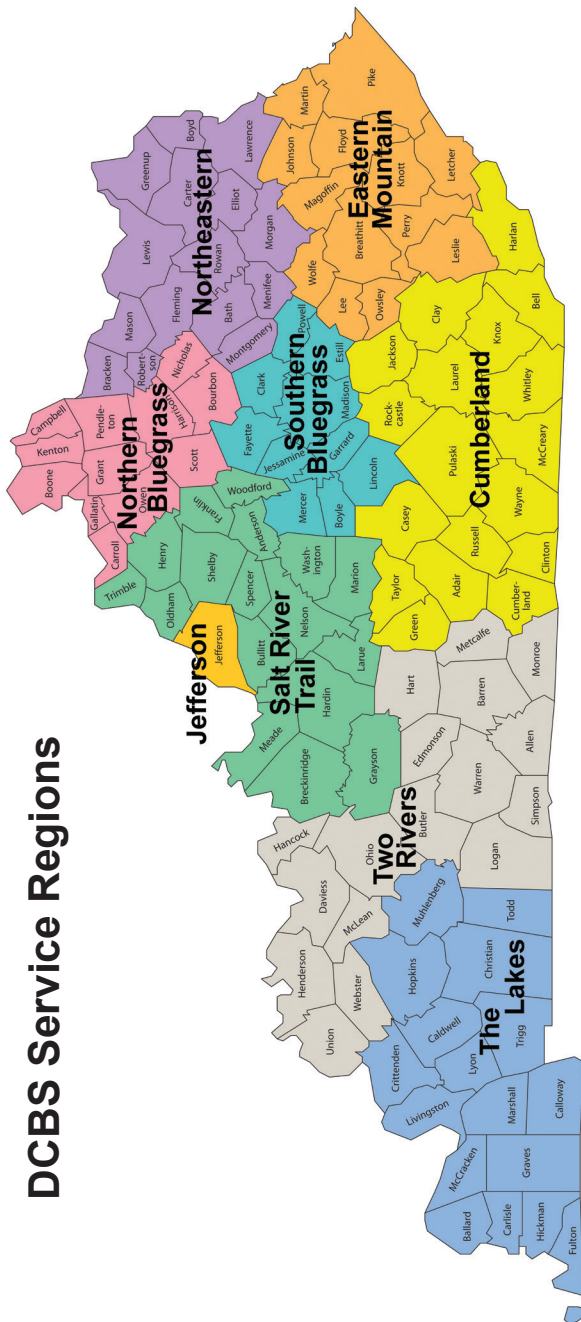 DCBS Service Regions
Jefferson
Northern
Bluegrass
Northeastern
Salt River
Trail
Southern
Bluegrass
Eastern
Mountain
Two
Rivers
The
Lakes
Cumberland
Boone
Kenton
Campbell
Gallatin
Grant
Pendle-
ton
Carroll
Owen
Harrison
Scott
Bourbon
Nicholas
Robert-
son
Bracken
Mason
Lewis
Greenup
Boyd
Carter
Fleming
Rowan
Elliot
Lawrence
Bath
Morgan
Menifee
Montgomery
Trimble
Henry
Oldham
Shelby
Franklin
Woodford
Anderson
Spencer
Jefferson
Bullitt
Nelson
Wash-
ington
Marion
Larue
Hardin
Meade
Breckinridge
Grayson
Fayette
Clark
Jessamine
Madison
Powell
Estill
Garrard
Mercer
Boyle
Lincoln
Wolfe
Lee
Owsley
Magoffin
Johnson
Martin
Floyd
Pike
Breathitt
Knott
Perry
Letcher
Leslie
Hancock
Daviess
Henderson
Union
Webster
McLean
Ohio
Butler
Edmonson
Hart
Warren
Barren
Metcalfe
Logan
Simpson
Allen
Monroe
Taylor
Green
Casey
Adair
Russell
Cumber-
land
Clinton
Wayne
Pulaski
McCreary
Rock-
castle
Jackson
Laurel
Clay
Knox
Whitley
Bell
Harlan
Crittenden
Livingston
Caldwell
Lyon
Hopkins
Muhlenberg
Christian
Todd
Trigg
McCracken
Ballard
Carlisle
Hickman
Fulton
Graves
Marshall
Calloway